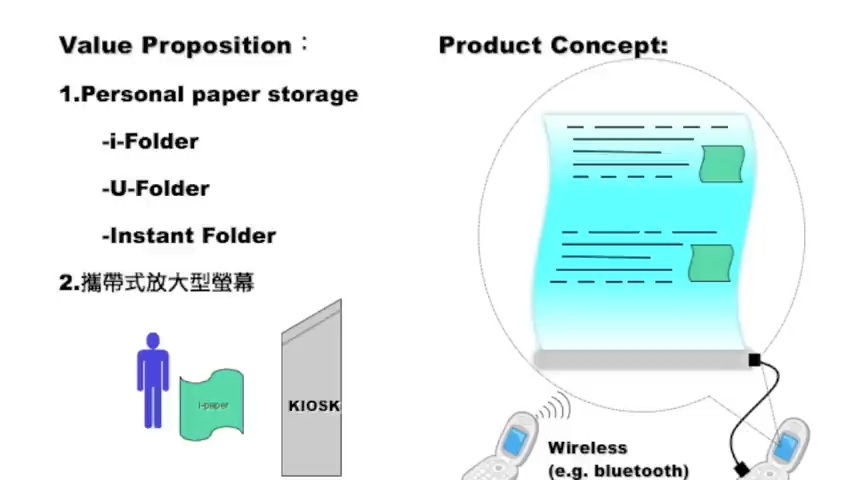 Value Proposition：
1.Personal paper storage
-i-Folder
-U-Folder
-Instant Folder
2.攜帶式放大型螢幕
i-paper
KIOSK
Product Concept:
Wireless
(e.g. bluetooth)